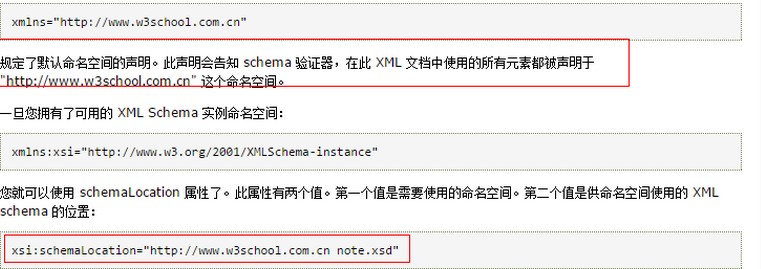 xmlns="http://www.w3school.com.cn"
规定了默认命名空间的声明。此声明会告知 schema 验证器，在此 XML 文档中使用的所有元素都被声明于
"http://www.w3school.com.cn" 这个命名空间。
一旦您拥有了可用的 XML Schema 实例命名空间：
xmlns:xsi="http://www.w3.org/2001/XMLSchema-instance"
您就可以使用 schemaLocation 属性了。此属性有两个值。第一个值是需要使用的命名空间。第二个值是供命名空间使用的 XML
schema 的位置：
xsi:schemaLocation="http://www.w3school.com.cn note.xsd"